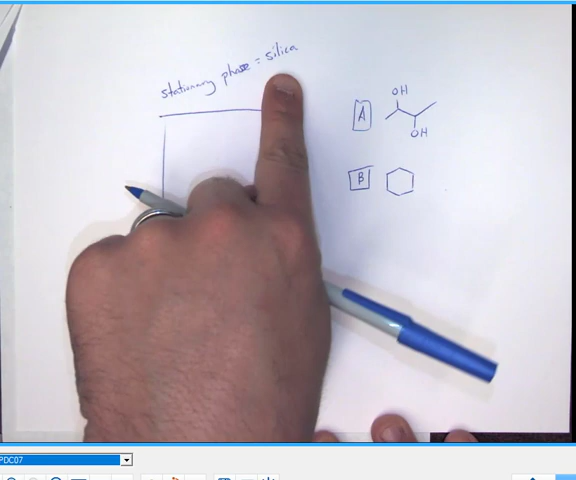 stationary phase = silica
A
OH
OH
B
PDC07